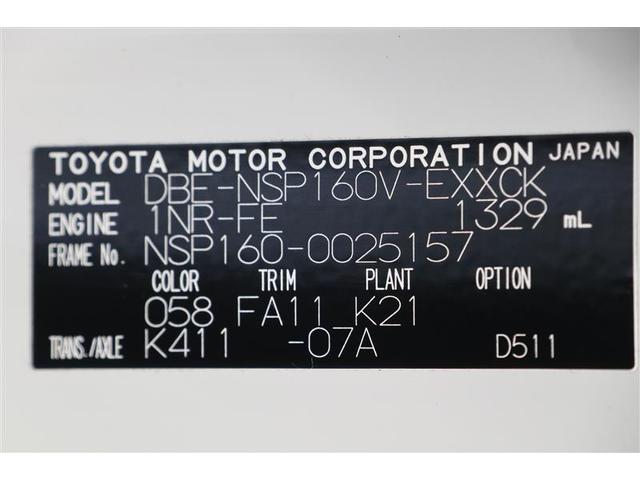 TOYOTA MOTOR CORPORATION JAPAN
MODEL DBE-NSP160V-EXXCK
ENGINE 1NR-FE 1329 mL
FRAME No. NSP160-0025157
COLOR TRIM PLANT OPTION
058 FA11 K21
TRANS./AXLE K411 -07A D511